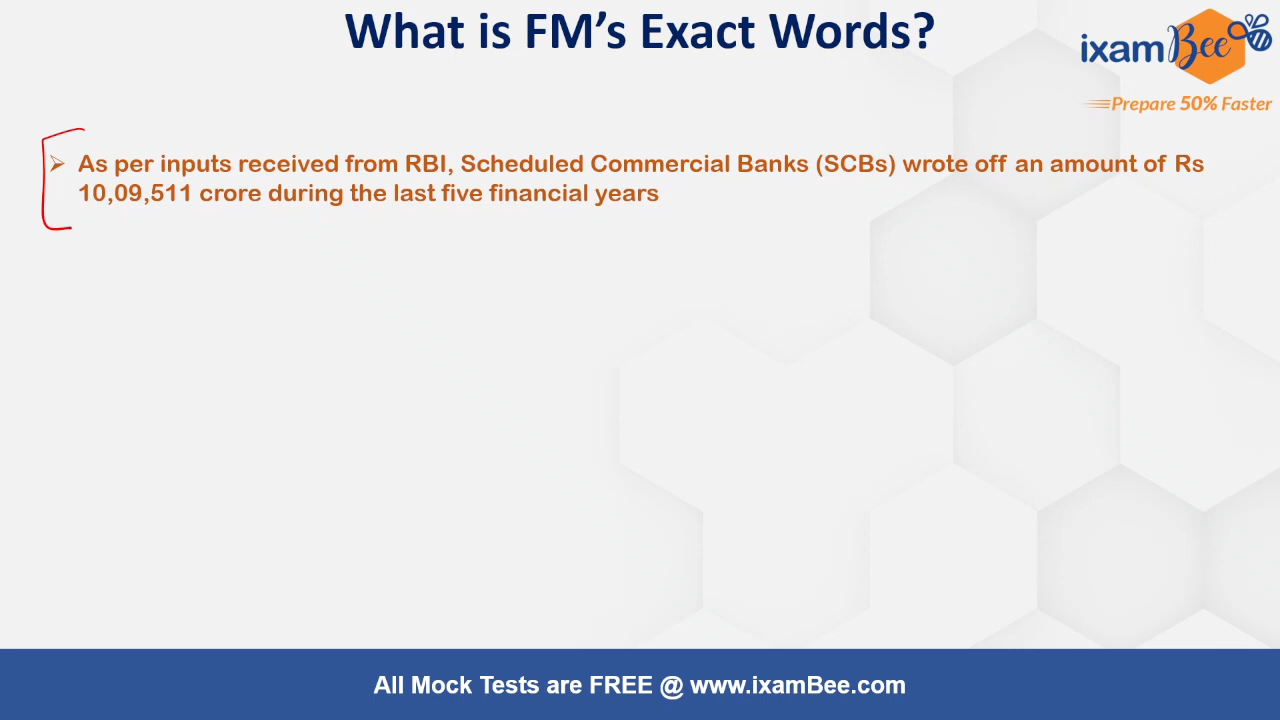 What is FM’s Exact Words?
ixamBee
Prepare 50% Faster
➢ As per inputs received from RBI, Scheduled Commercial Banks (SCBs) wrote off an amount of Rs
10,09,511 crore during the last five financial years
All Mock Tests are FREE @ www.ixamBee.com